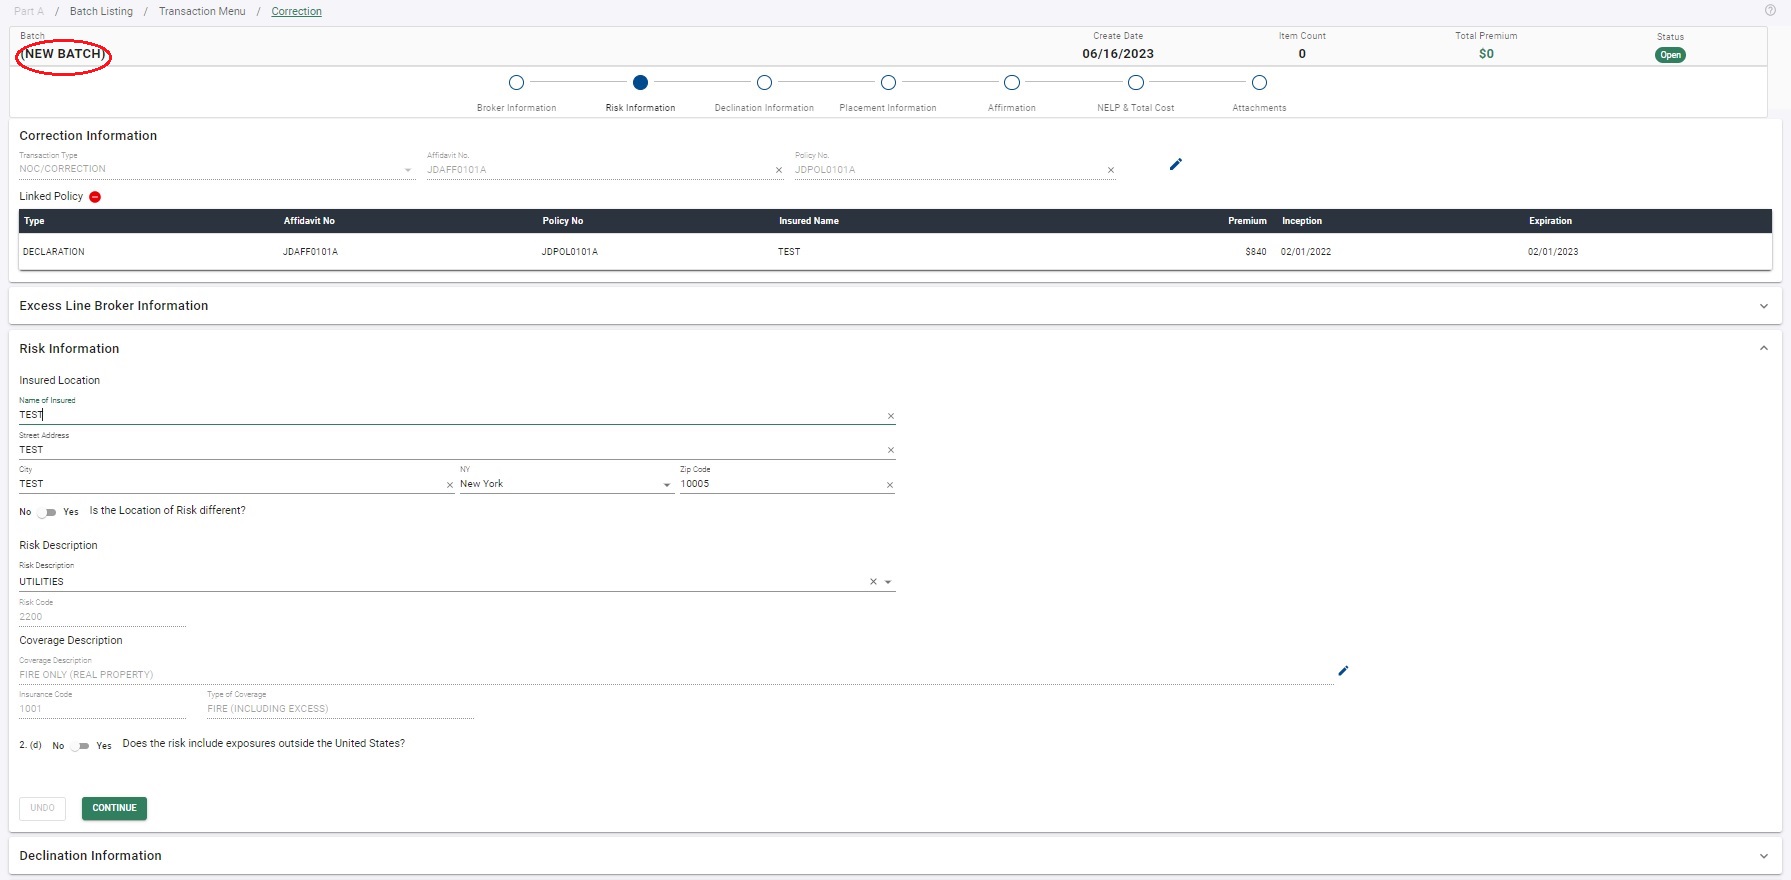 Part A / Batch Listing / Transaction Menu / Correction
Batch Create Date Item Count Total Premium Status
(NEW BATCH) 06/16/2023 0 $0 Open
Broker Information Risk Information Declination Information Placement Information Affirmation NELP & Total Cost Attachments
Correction Information
Transaction Type Affidavit No. Policy No.
NOC/CORRECTION JDAFF0101A JDPOL0101A
Linked Policy
Type Affidavit No Policy No Insured Name Premium Inception Expiration
DECLARATION JDAFF0101A JDPOL0101A TEST $840 02/01/2022 02/01/2023
Excess Line Broker Information
Risk Information
Insured Location
Name of Insured
TEST
Street Address
TEST
City NY Zip Code
TEST New York 10005
No Yes Is the Location of Risk different?
Risk Description
Risk Description
UTILITIES
Risk Code
2200
Coverage Description
Coverage Description
FIRE ONLY (REAL PROPERTY)
Insurance Code Type of Coverage
1001 FIRE (INCLUDING EXCESS)
2. (d) No Yes Does the risk include exposures outside the United States?
UNDO CONTINUE
Declination Information